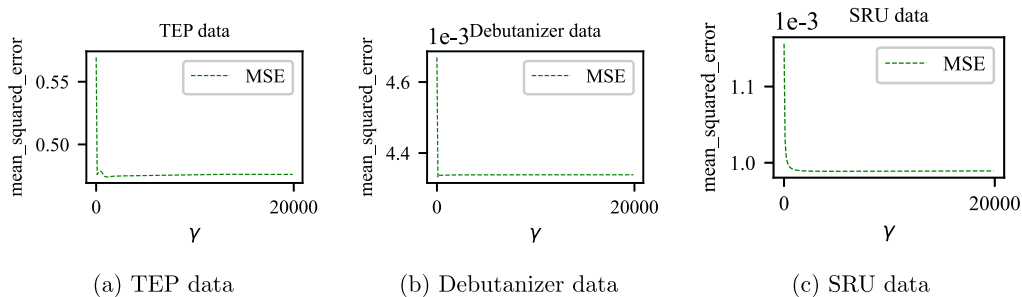 TEP data
mean_squared_error
0.55
0.50
MSE
0
20000
γ
(a) TEP data
1e-3
Debutanizer data
mean_squared_error
4.6
4.4
MSE
0
20000
γ
(b) Debutanizer data
1e-3
SRU data
mean_squared_error
1.1
1.0
MSE
0
20000
γ
(c) SRU data